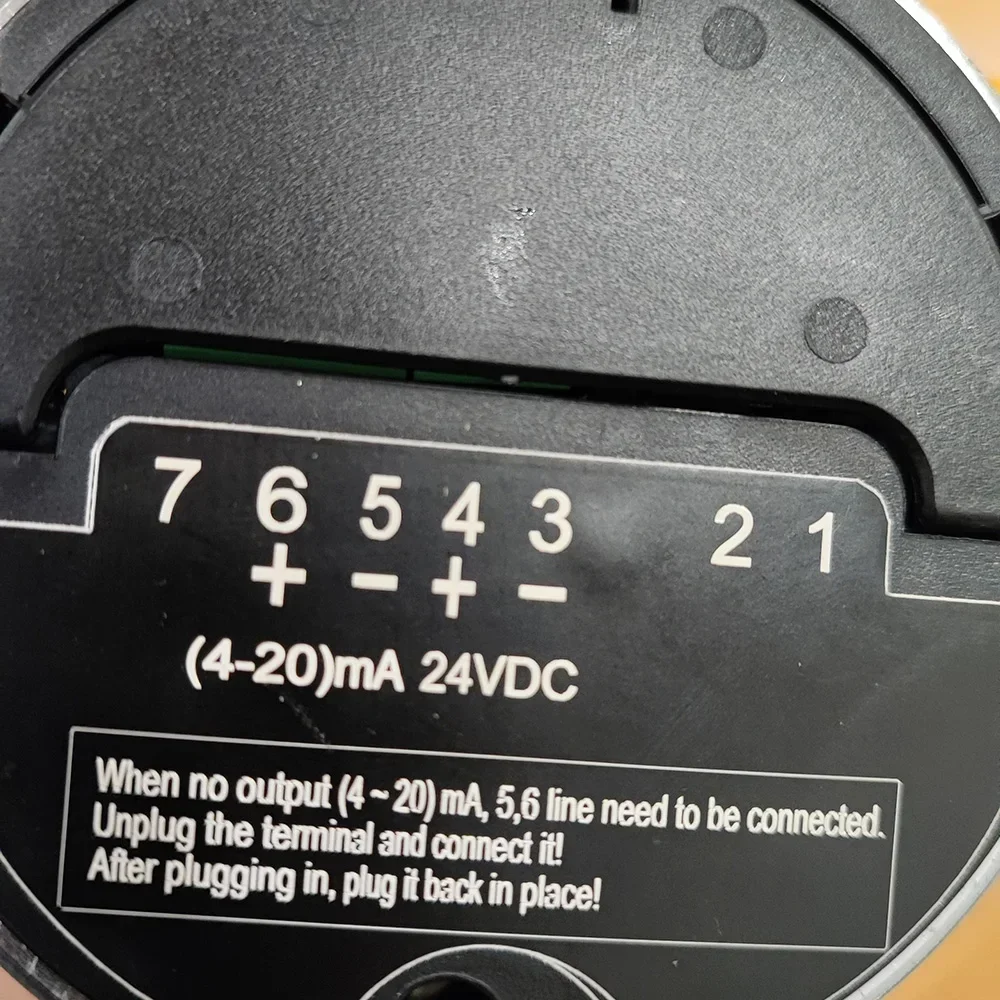 7 6 5 4 3 2 1
+ - + -
(4-20)mA 24VDC
When no output (4~20) mA, 5,6 line need to be connected.
Unplug the terminal and connect it!
After plugging in, plug it back in place!